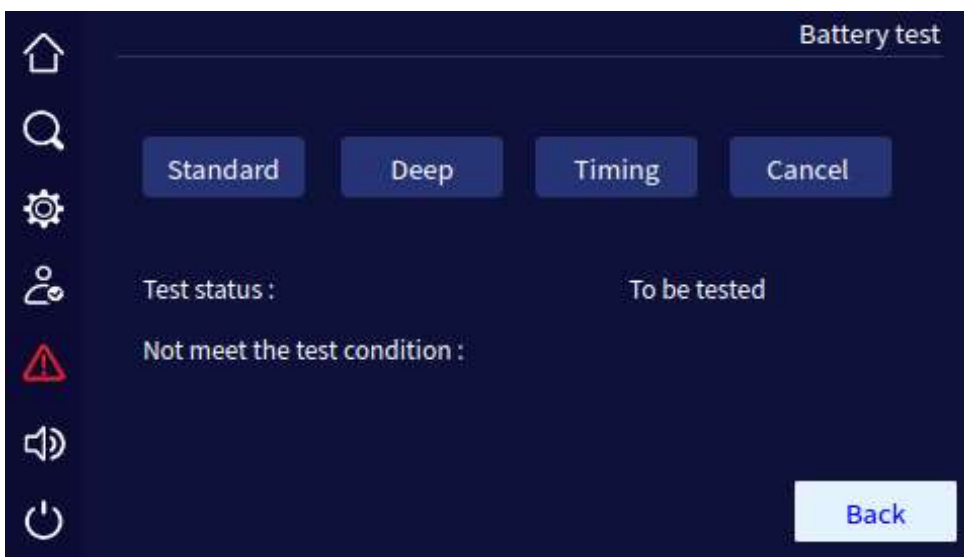 Battery test
Standard Deep Timing Cancel
Test status : To be tested
Not meet the test condition :
Back